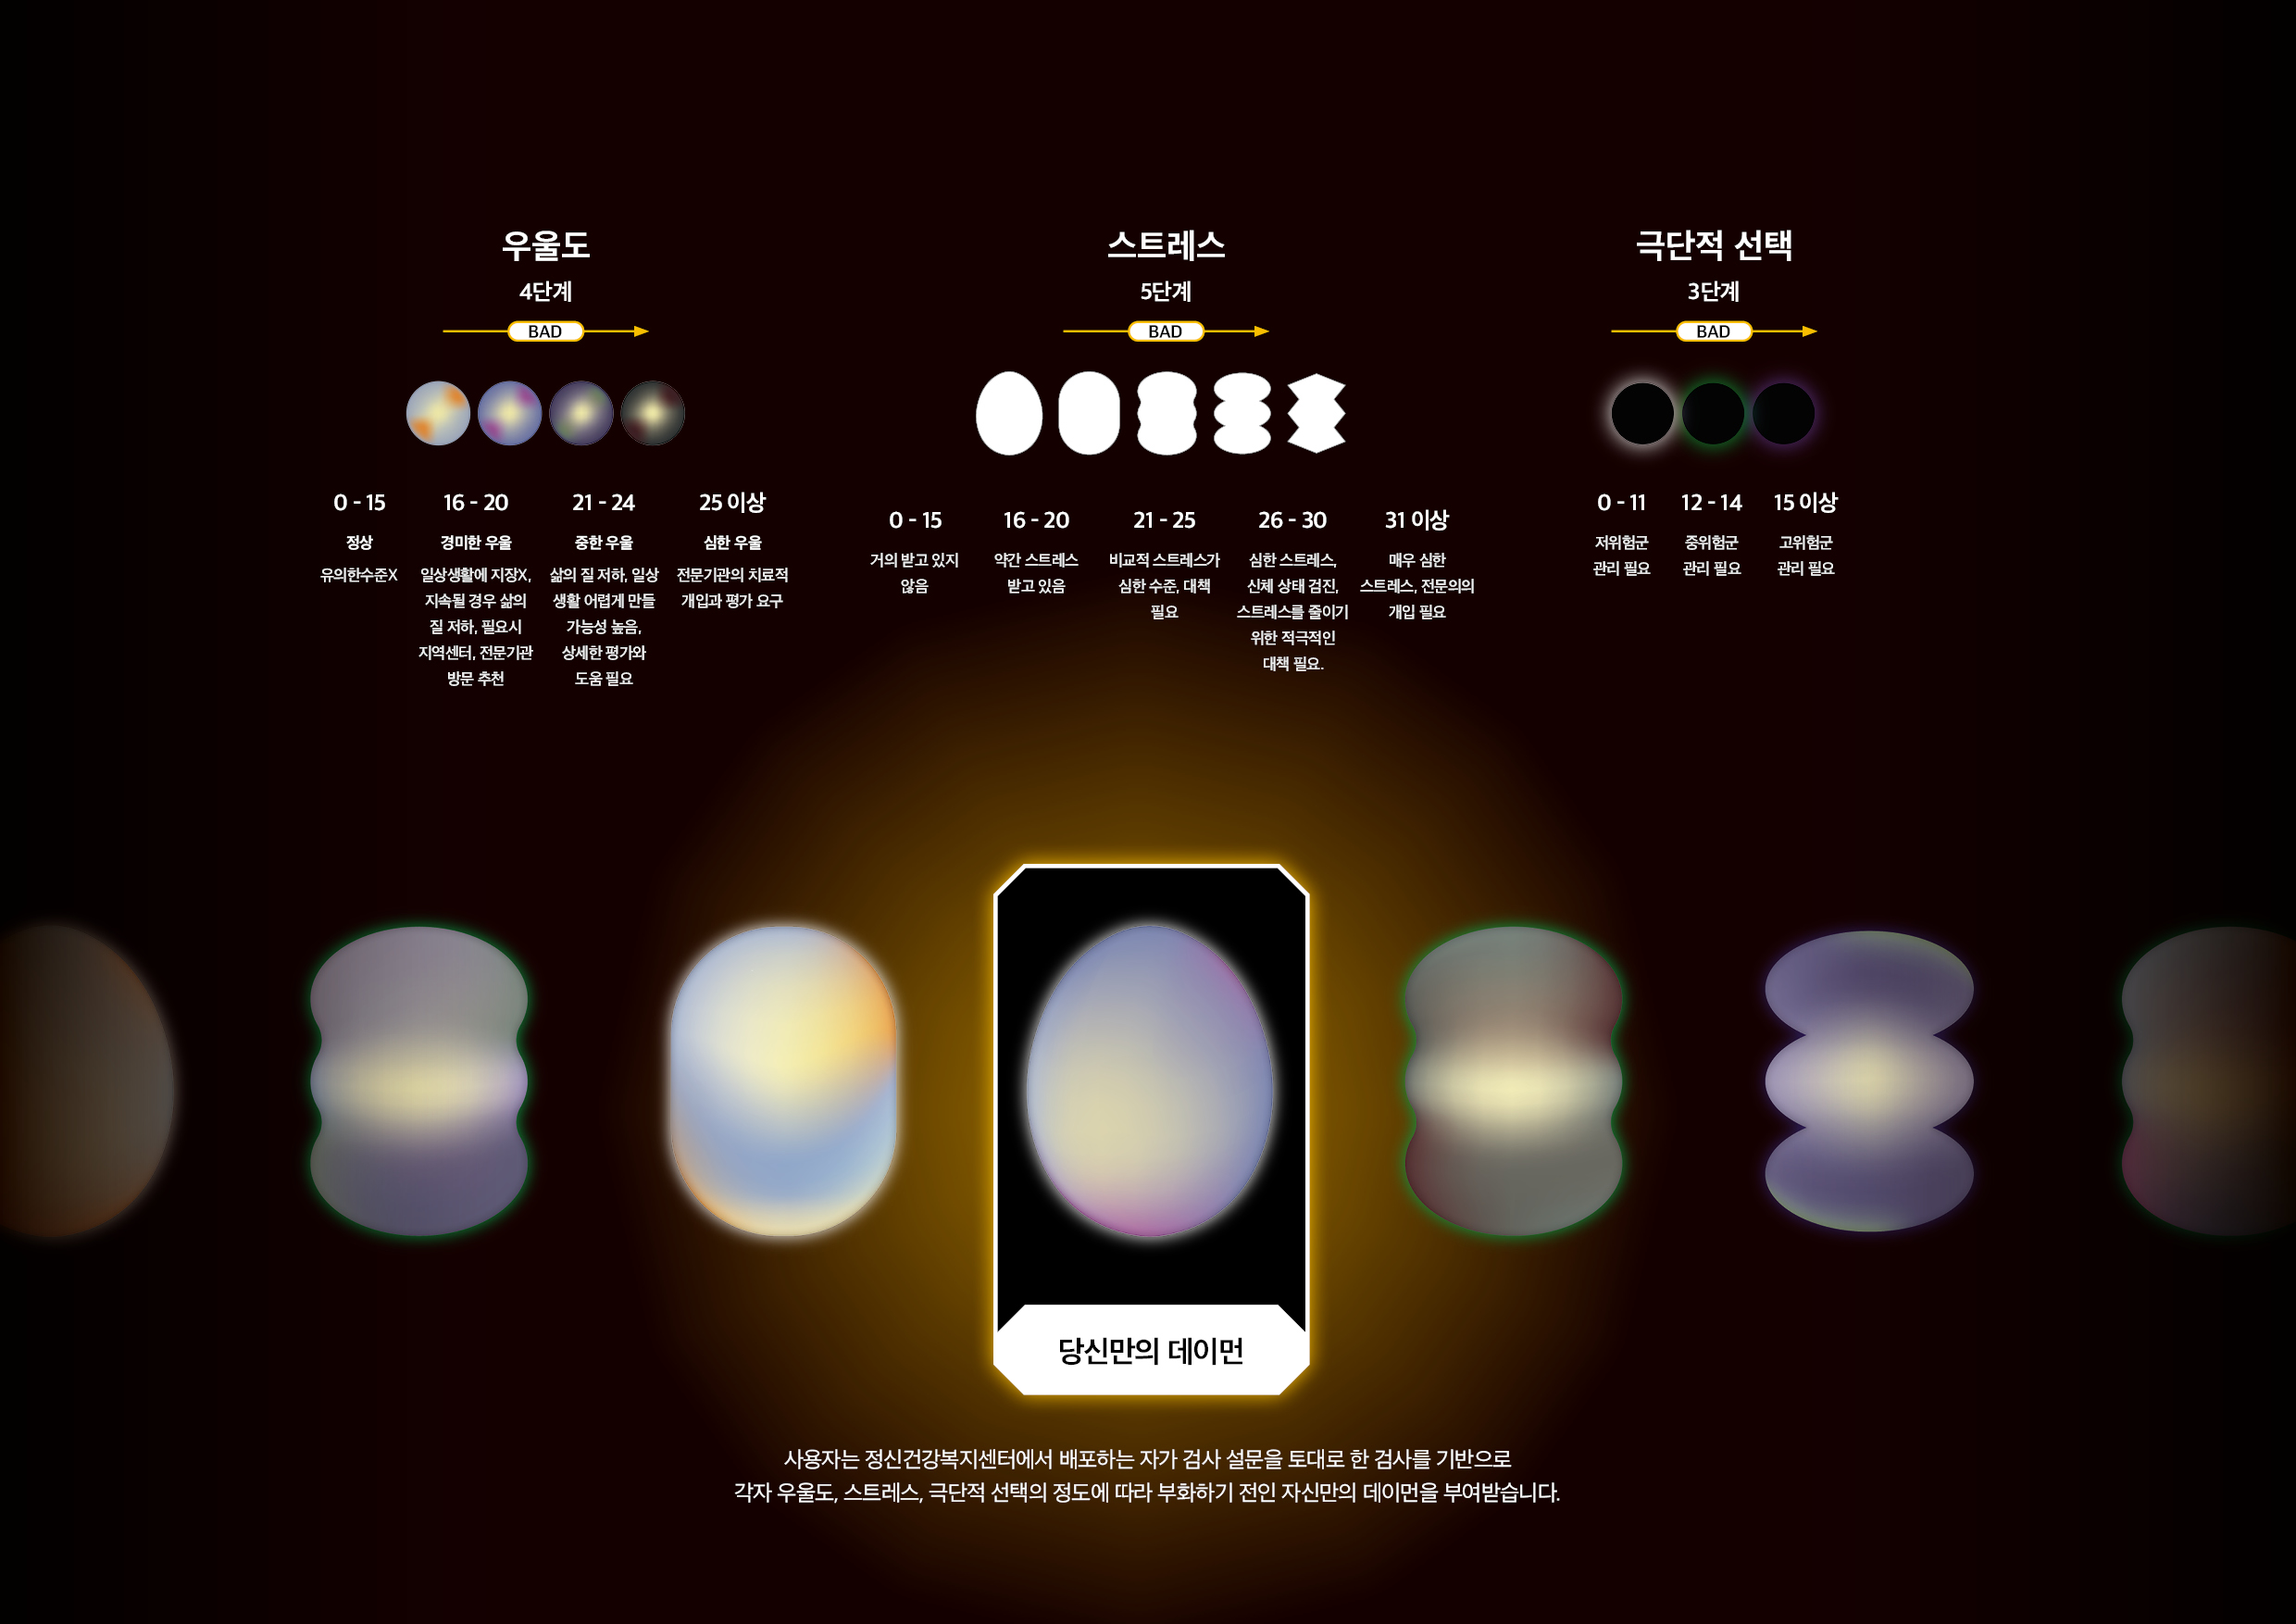 우울도
4단계
BAD
0 - 15
정상
유의한수준X
16 - 20
경미한 우울
일상생활에 지장X,
지속될 경우 삶의
질 저하, 필요시
지역센터, 전문기관
방문 추천
21 - 24
중한 우울
삶의 질 저하, 일상
생활 어렵게 만들
가능성 높음,
상세한 평가와
도움 필요
25 이상
심한 우울
전문기관의 치료적
개입과 평가 요구
스트레스
5단계
BAD
0 - 15
거의 받고 있지
않음
16 - 20
약간 스트레스
받고 있음
21 - 25
비교적 스트레스가
심한 수준, 대책
필요
26 - 30
심한 스트레스,
신체 상태 검진,
스트레스를 줄이기
위한 적극적인
대책 필요.
31 이상
매우 심한
스트레스, 전문의의
개입 필요
극단적 선택
3단계
BAD
0 - 11
저위험군
관리 필요
12 - 14
중위험군
관리 필요
15 이상
고위험군
관리 필요
당신만의 데이먼
사용자는 정신건강복지센터에서 배포하는 자가 검사 설문을 토대로 한 검사를 기반으로
각자 우울도, 스트레스, 극단적 선택의 정도에 따라 부화하기 전인 자신만의 데이먼을 부여받습니다.